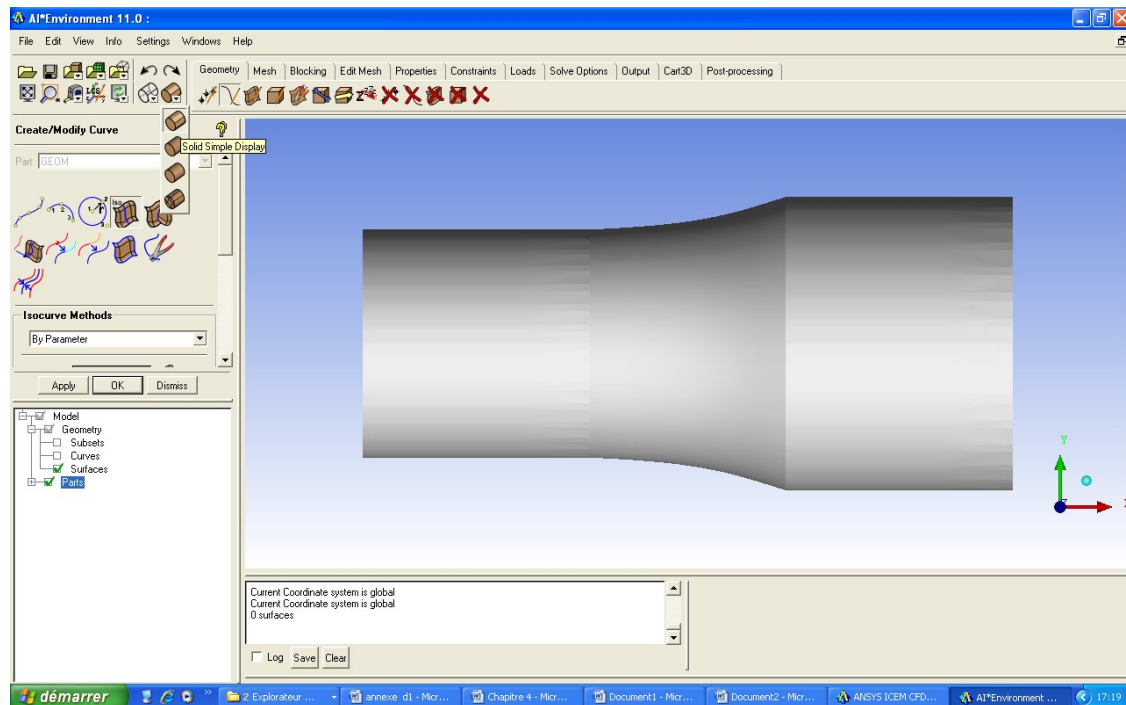 AI*Environment 11.0 :
File Edit View Info Settings Windows Help
Geometry Mesh Blocking Edit Mesh Properties Constraints Loads Solve Options Output Cart3D Post-processing
Create/Modify Curve
Solid Simple Display
Part GEOM
Isocurve Methods
By Parameter
Apply OK Dismiss
Model
Geometry
Subsets
Curves
Surfaces
Parts
Y
Current Coordinate system is global
Current Coordinate system is global
0 surfaces
Log Save Clear
démarrer 2 Explorateur ... annexe d1 - Micr... Chapitre 4 - Micr... Document1 - Micr... Document2 - Micr... ANSYS ICEM CFD... AI*Environment ... 17:19